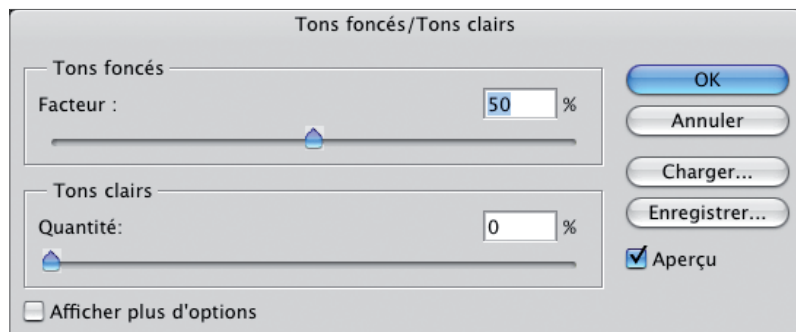 Tons foncés/Tons clairs
Tons foncés
Facteur : 50 %
Tons clairs
Quantité: 0 %
Afficher plus d'options
OK
Annuler
Charger...
Enregistrer...
Aperçu